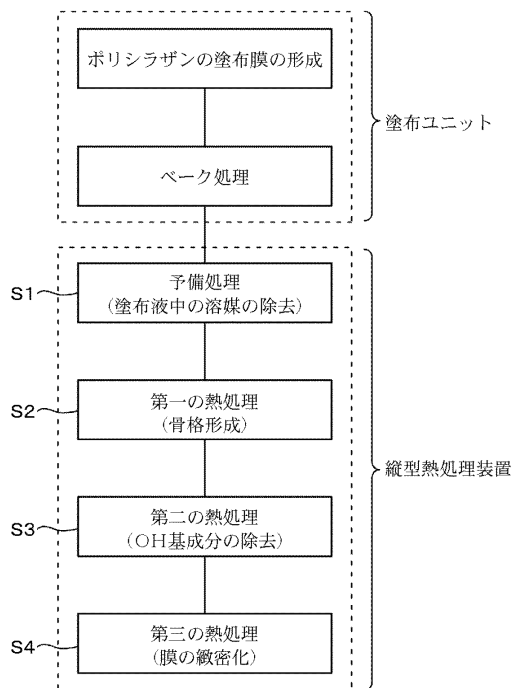 ポリシラザンの塗布膜の形成
ベーク処理
塗布ユニット
S1
予備処理
(塗布液中の溶媒の除去)
S2
第一の熱処理
(骨格形成)
縦型熱処理装置
S3
第二の熱処理
(OH基成分の除去)
S4
第三の熱処理
(膜の緻密化)